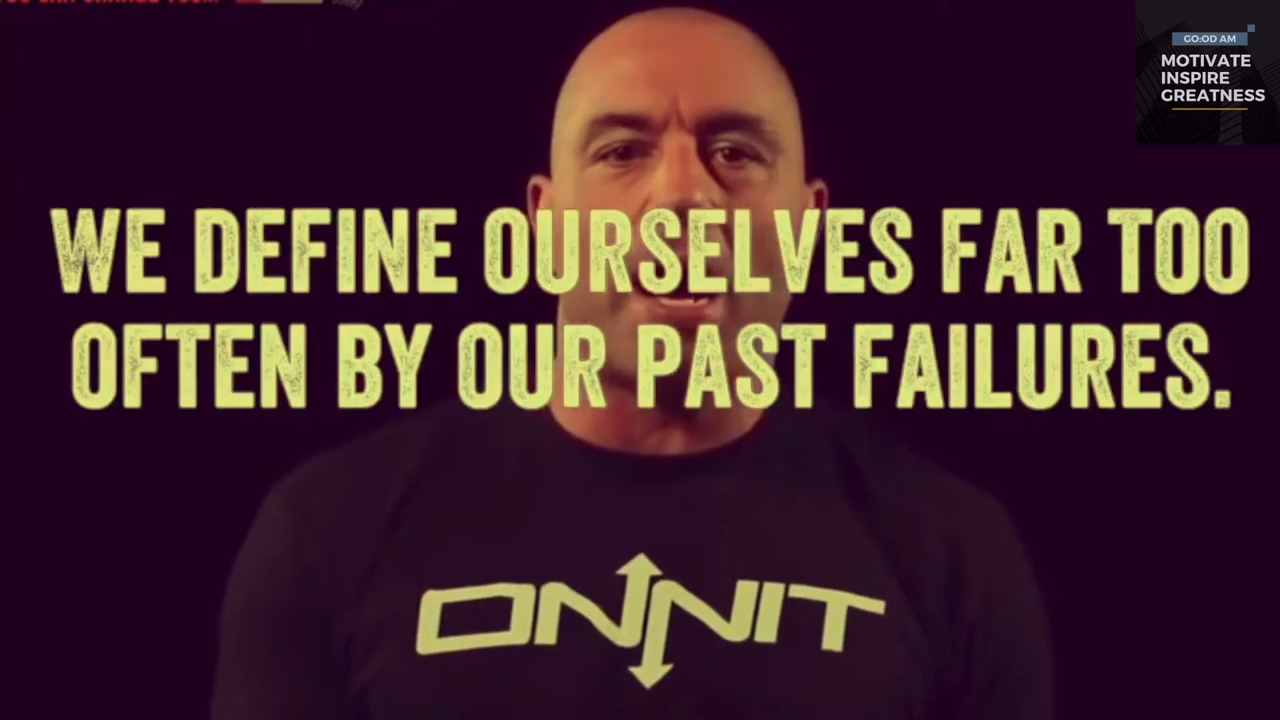 GO:OD AM
MOTIVATE
INSPIRE
GREATNESS
WE DEFINE OURSELVES FAR TOO
OFTEN BY OUR PAST FAILURES.
ONNIT